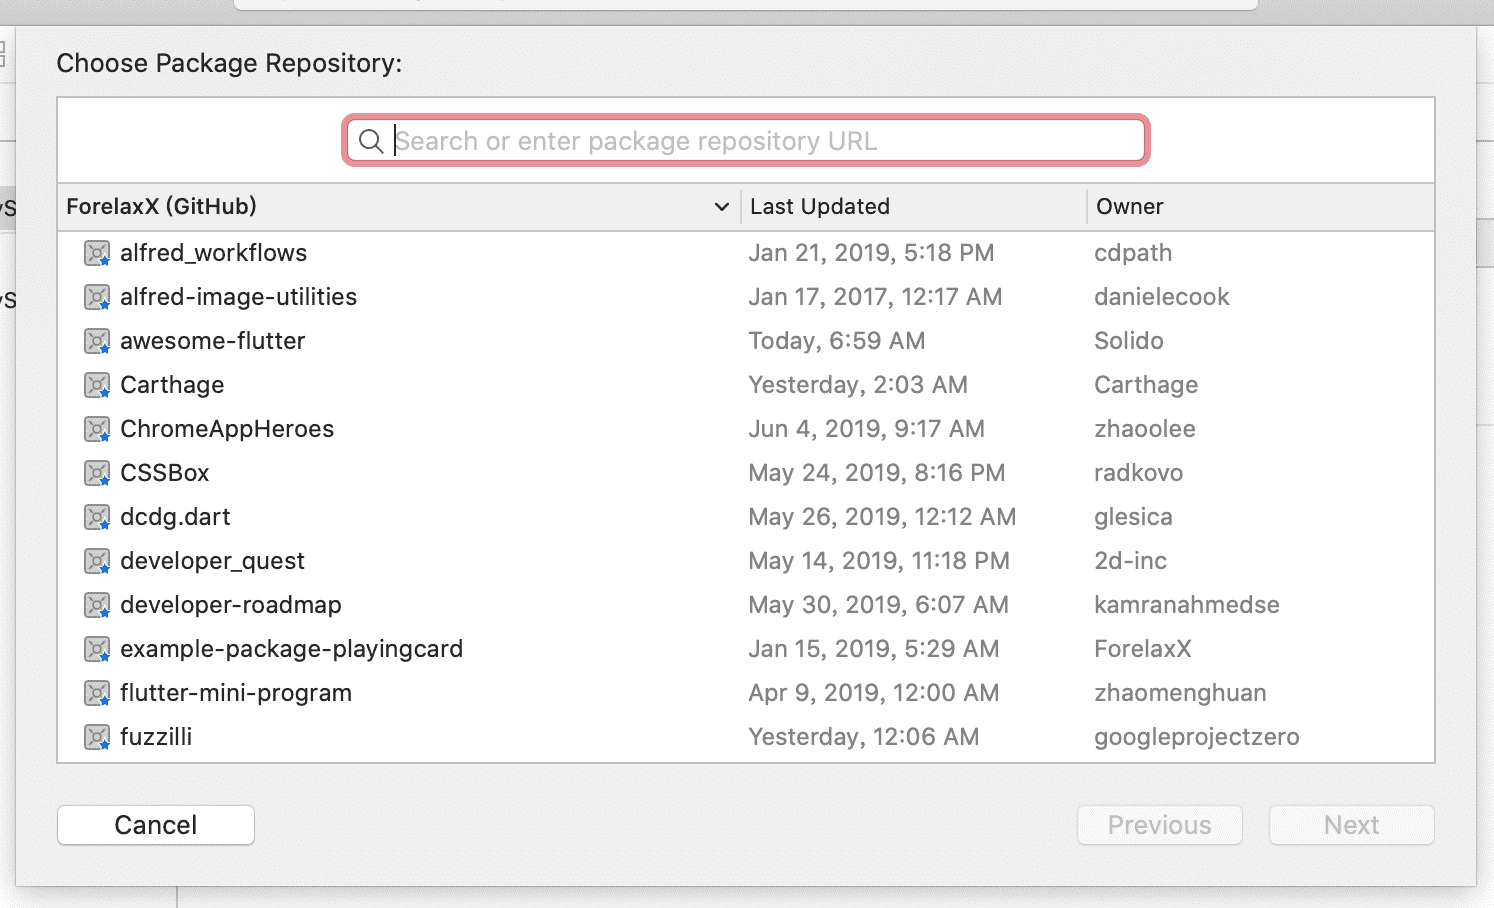 Choose Package Repository:
Search or enter package repository URL
ForelaxX (GitHub) Last Updated Owner
alfred_workflows Jan 21, 2019, 5:18 PM cdpath
alfred-image-utilities Jan 17, 2017, 12:17 AM danielecook
awesome-flutter Today, 6:59 AM Solido
Carthage Yesterday, 2:03 AM Carthage
ChromeAppHeroes Jun 4, 2019, 9:17 AM zhaoolee
CSSBox May 24, 2019, 8:16 PM radkovo
dcdg.dart May 26, 2019, 12:12 AM glesica
developer_quest May 14, 2019, 11:18 PM 2d-inc
developer-roadmap May 30, 2019, 6:07 AM kamranahmedse
example-package-playingcard Jan 15, 2019, 5:29 AM ForelaxX
flutter-mini-program Apr 9, 2019, 12:00 AM zhaomenghuan
fuzzilli Yesterday, 12:06 AM googleprojectzero
Cancel Previous Next